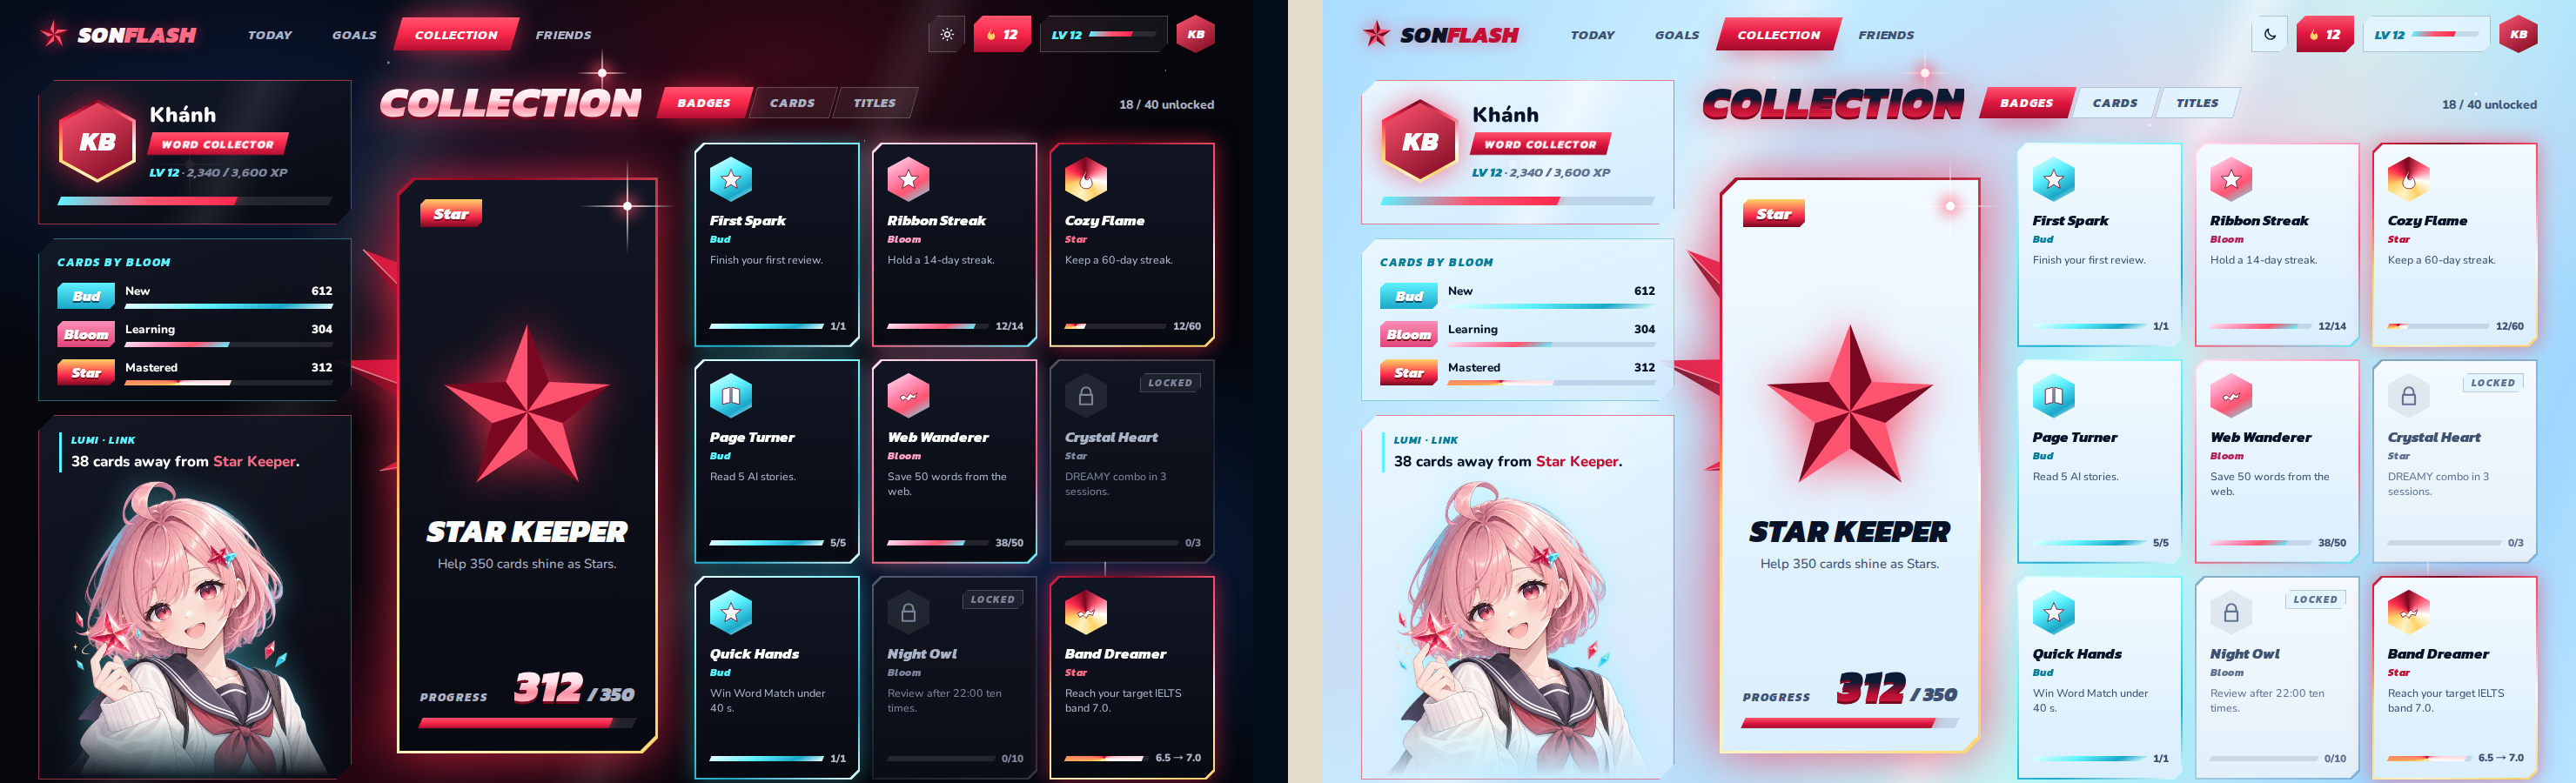 SONFLASH
TODAY
GOALS
COLLECTION
FRIENDS
12
LV 12
KB
KB
Khánh
WORD COLLECTOR
LV 12 · 2,340 / 3,600 XP
CARDS BY BLOOM
Bud
New
612
Bloom
Learning
304
Star
Mastered
312
LUMI · LINK
38 cards away from Star Keeper.
COLLECTION
BADGES
CARDS
TITLES
18 / 40 unlocked
Star
STAR KEEPER
Help 350 cards shine as Stars.
PROGRESS
312 / 350
First Spark
Bud
Finish your first review.
1/1
Ribbon Streak
Bloom
Hold a 14-day streak.
12/14
Cozy Flame
Star
Keep a 60-day streak.
12/60
Page Turner
Bud
Read 5 AI stories.
5/5
Web Wanderer
Bloom
Save 50 words from the
web.
38/50
LOCKED
Crystal Heart
Star
DREAMY combo in 3
sessions.
0/3
Quick Hands
Bud
Win Word Match under
40 s.
1/1
LOCKED
Night Owl
Bloom
Review after 22:00 ten
times.
0/10
Band Dreamer
Star
Reach your target IELTS
band 7.0.
6.5 → 7.0
SONFLASH
TODAY
GOALS
COLLECTION
FRIENDS
12
LV 12
KB
KB
Khánh
WORD COLLECTOR
LV 12 · 2,340 / 3,600 XP
CARDS BY BLOOM
Bud
New
612
Bloom
Learning
304
Star
Mastered
312
LUMI · LINK
38 cards away from Star Keeper.
COLLECTION
BADGES
CARDS
TITLES
18 / 40 unlocked
Star
STAR KEEPER
Help 350 cards shine as Stars.
PROGRESS
312 / 350
First Spark
Bud
Finish your first review.
1/1
Ribbon Streak
Bloom
Hold a 14-day streak.
12/14
Cozy Flame
Star
Keep a 60-day streak.
12/60
Page Turner
Bud
Read 5 AI stories.
5/5
Web Wanderer
Bloom
Save 50 words from the
web.
38/50
LOCKED
Crystal Heart
Star
DREAMY combo in 3
sessions.
0/3
Quick Hands
Bud
Win Word Match under
40 s.
1/1
LOCKED
Night Owl
Bloom
Review after 22:00 ten
times.
0/10
Band Dreamer
Star
Reach your target IELTS
band 7.0.
6.5 → 7.0